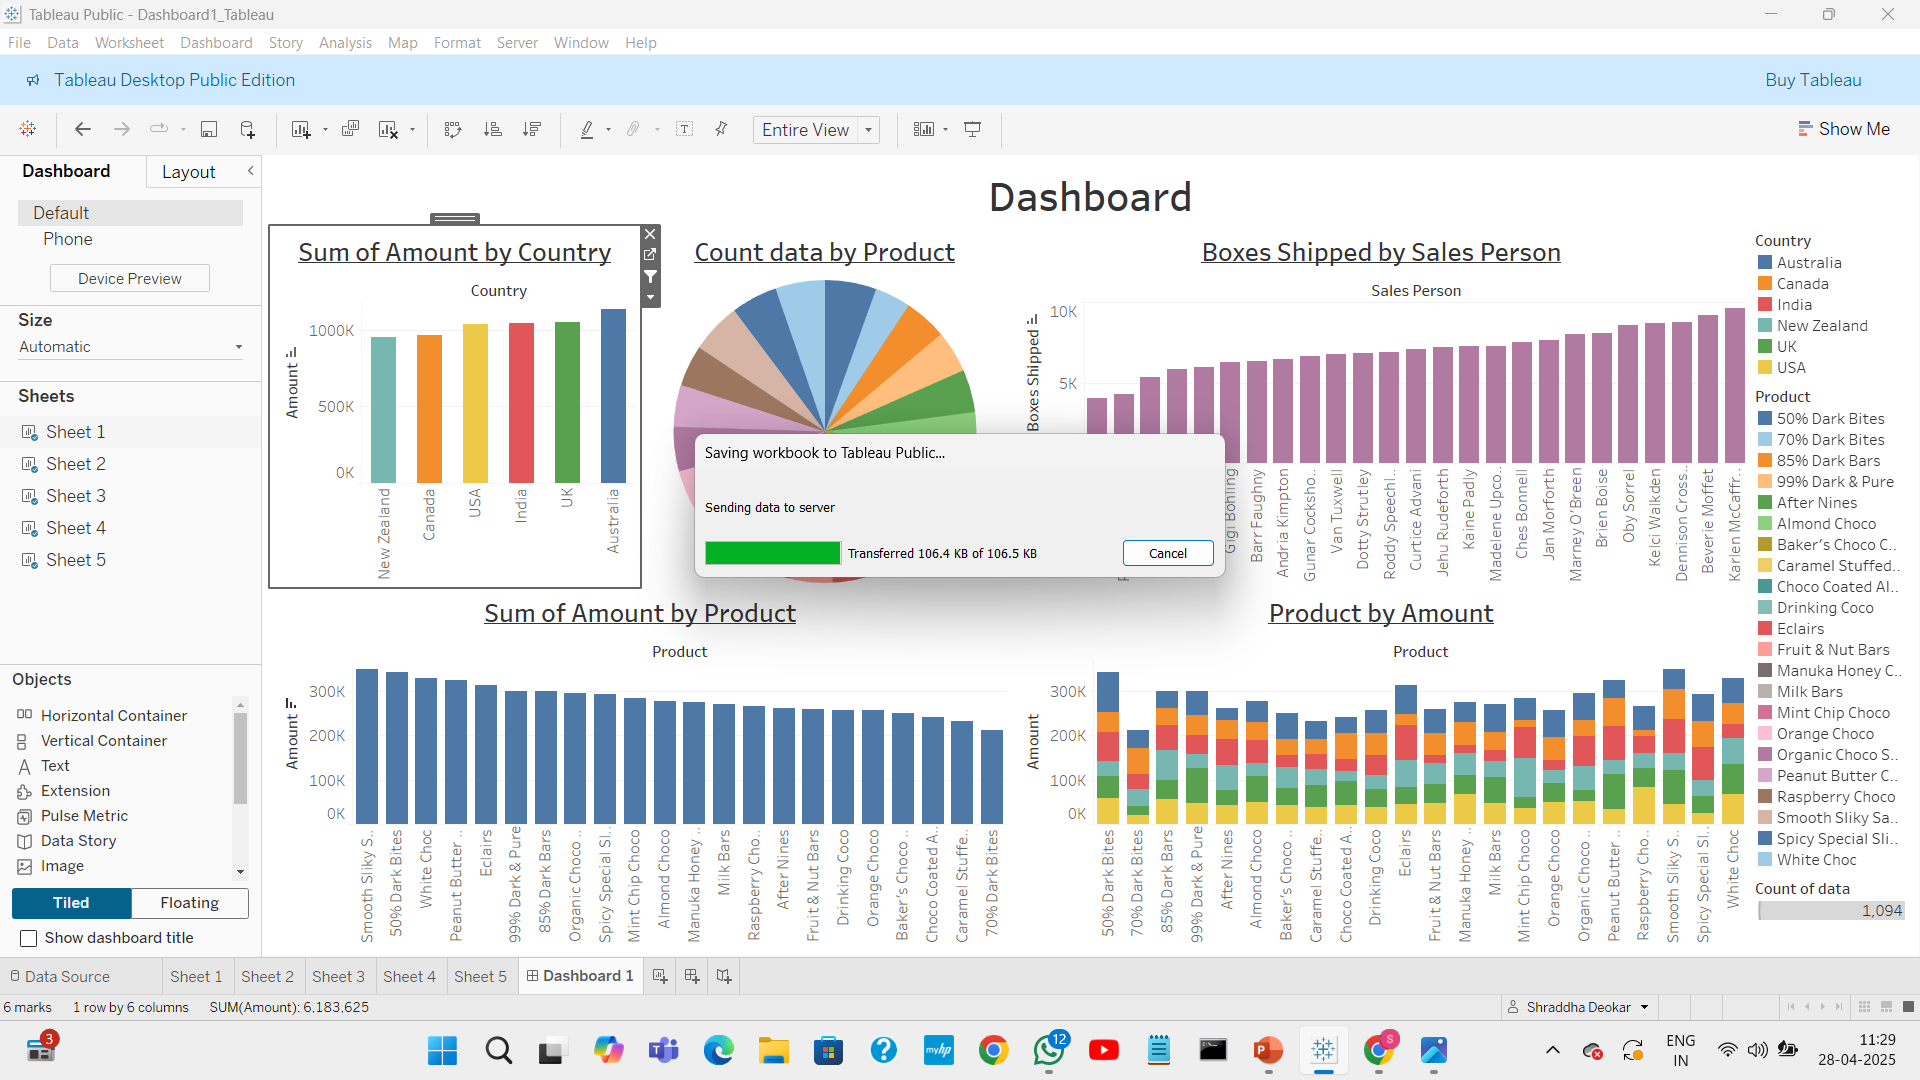 Tableau Public - Dashboard1_Tableau
File Data Worksheet Dashboard Story Analysis Map Format Server Window Help
Tableau Desktop Public Edition
Buy Tableau
Entire View
Show Me
Dashboard
Layout
Default
Phone
Device Preview
Size
Automatic
Sheets
Sheet 1
Sheet 2
Sheet 3
Sheet 4
Sheet 5
Objects
Horizontal Container
Vertical Container
Text
Extension
Pulse Metric
Data Story
Image
Tiled
Floating
Show dashboard title
Dashboard
Sum of Amount by Country
Country
Amount
1000K
500K
0K
New Zealand
Canada
USA
India
UK
Australia
Count data by Product
Boxes Shipped by Sales Person
Sales Person
Boxes Shipped
10K
5K
Gigi Bohling
Barr Faughny
Andria Kimpton
Gunar Cocksho..
Van Tuxwell
Dotty Strutley
Roddy Speechl..
Curtice Advani
Jehu Rudeforth
Kaine Padly
Madelene Upco..
Ches Bonnell
Jan Morforth
Marney O'Breen
Brien Boise
Oby Sorrel
Kelci Walkden
Dennison Cross..
Beverie Moffet
Karlen McCaffr..
Saving workbook to Tableau Public...
Sending data to server
Transferred 106.4 KB of 106.5 KB
Cancel
Sum of Amount by Product
Product
Amount
300K
200K
100K
0K
Smooth Sliky S..
50% Dark Bites
White Choc
Peanut Butter ..
Eclairs
99% Dark & Pure
85% Dark Bars
Organic Choco ..
Spicy Special Sl..
Mint Chip Choco
Almond Choco
Manuka Honey ..
Milk Bars
Raspberry Cho..
After Nines
Fruit & Nut Bars
Drinking Coco
Orange Choco
Baker's Choco ..
Choco Coated A..
Caramel Stuffe..
70% Dark Bites
Product by Amount
Product
Amount
300K
200K
100K
0K
50% Dark Bites
70% Dark Bites
85% Dark Bars
99% Dark & Pure
After Nines
Almond Choco
Baker's Choco ..
Caramel Stuffe..
Choco Coated A..
Drinking Coco
Eclairs
Fruit & Nut Bars
Manuka Honey ..
Milk Bars
Mint Chip Choco
Orange Choco
Organic Choco ..
Peanut Butter ..
Raspberry Cho..
Smooth Sliky S..
Spicy Special Sl..
White Choc
Country
Australia
Canada
India
New Zealand
UK
USA
Product
50% Dark Bites
70% Dark Bites
85% Dark Bars
99% Dark & Pure
After Nines
Almond Choco
Baker's Choco C..
Caramel Stuffed..
Choco Coated Al..
Drinking Coco
Eclairs
Fruit & Nut Bars
Manuka Honey C..
Milk Bars
Mint Chip Choco
Orange Choco
Organic Choco S..
Peanut Butter C..
Raspberry Choco
Smooth Sliky Sa..
Spicy Special Sli..
White Choc
Count of data
1,094
Data Source Sheet 1 Sheet 2 Sheet 3 Sheet 4 Sheet 5 Dashboard 1
6 marks 1 row by 6 columns SUM(Amount): 6,183,625
Shraddha Deokar
3
myhp
12
P
S
ENG
IN
11:29
28-04-2025